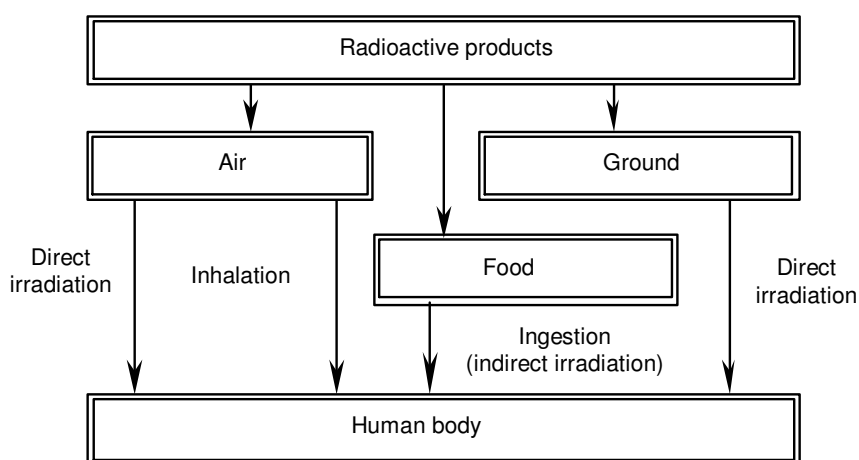 Radioactive products
Air
Ground
Direct
irradiation
Inhalation
Food
Direct
irradiation
Ingestion
(indirect irradiation)
Human body